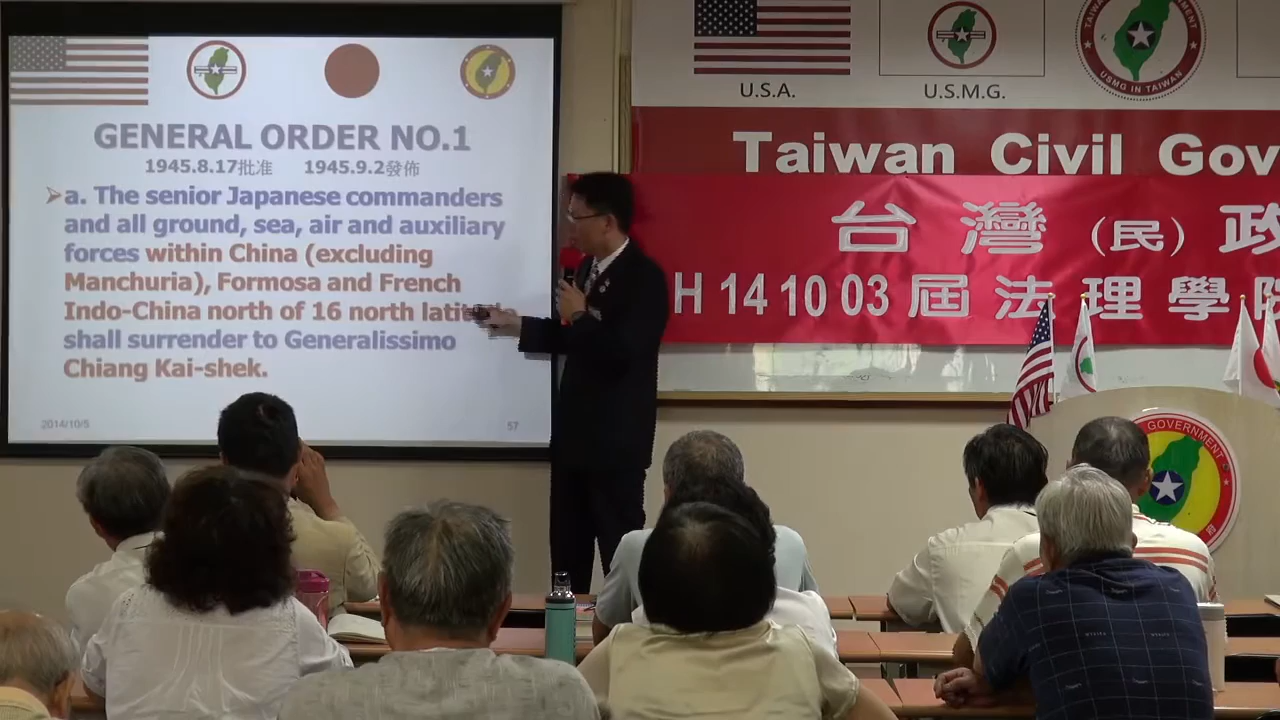 GENERAL ORDER NO.1
1945.8.17批准 1945.9.2發佈
a. The senior Japanese commanders
and all ground, sea, air and auxiliary
forces within China (excluding
Manchuria), Formosa and French
Indo-China north of 16 north latit
shall surrender to Generalissimo
Chiang Kai-shek.
2014/10/5
57
U.S.A.
U.S.M.G.
USMG IN TAIWAN
Taiwan Civil Gov
台灣(民)政
H 14 10 03 屆法理學院
GOVERNMENT